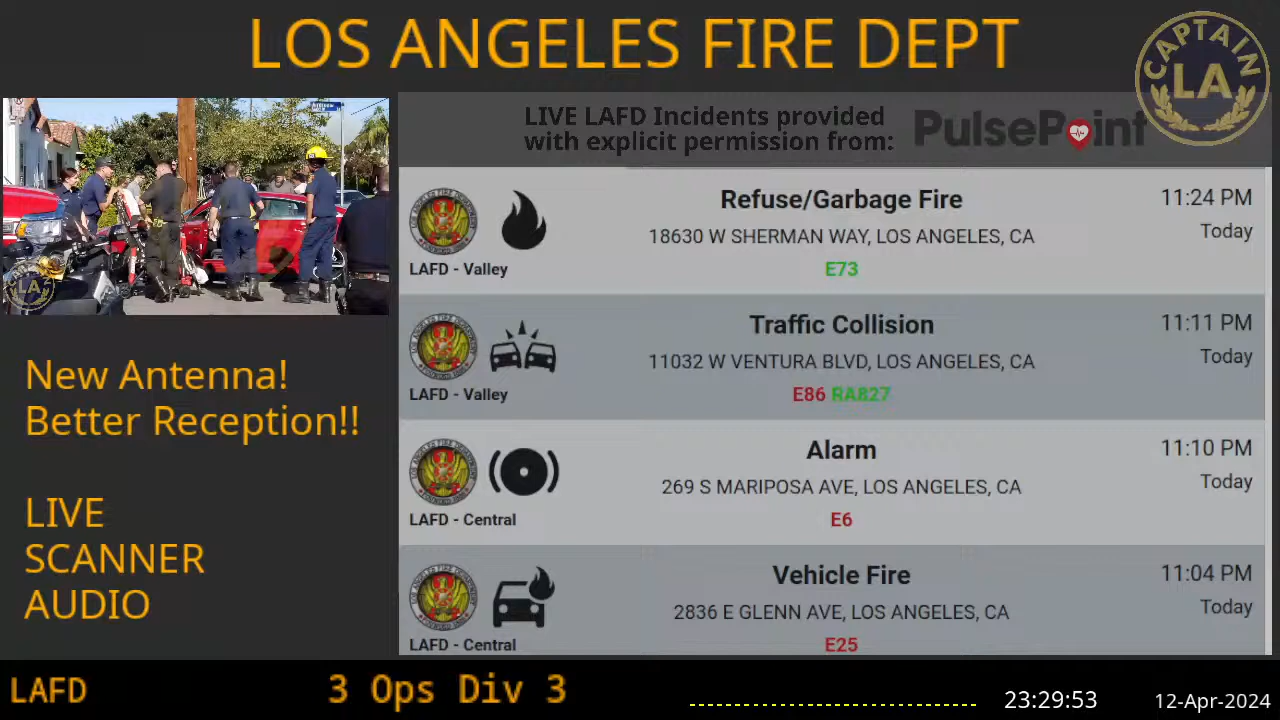 LOS ANGELES FIRE DEPT
CAPTAIN
LA
LIVE LAFD Incidents provided
with explicit permission from:
PulsePoint
Refuse/Garbage Fire
11:24 PM
18630 W SHERMAN WAY, LOS ANGELES, CA
Today
LAFD - Valley
E73
Traffic Collision
11:11 PM
11032 W VENTURA BLVD, LOS ANGELES, CA
Today
LAFD - Valley
E86 RA827
Alarm
11:10 PM
269 S MARIPOSA AVE, LOS ANGELES, CA
Today
LAFD - Central
E6
Vehicle Fire
11:04 PM
2836 E GLENN AVE, LOS ANGELES, CA
Today
LAFD - Central
E25
LA
New Antenna!
Better Reception!!
LIVE
SCANNER
AUDIO
LAFD
3 Ops Div 3
23:29:53
12-Apr-2024